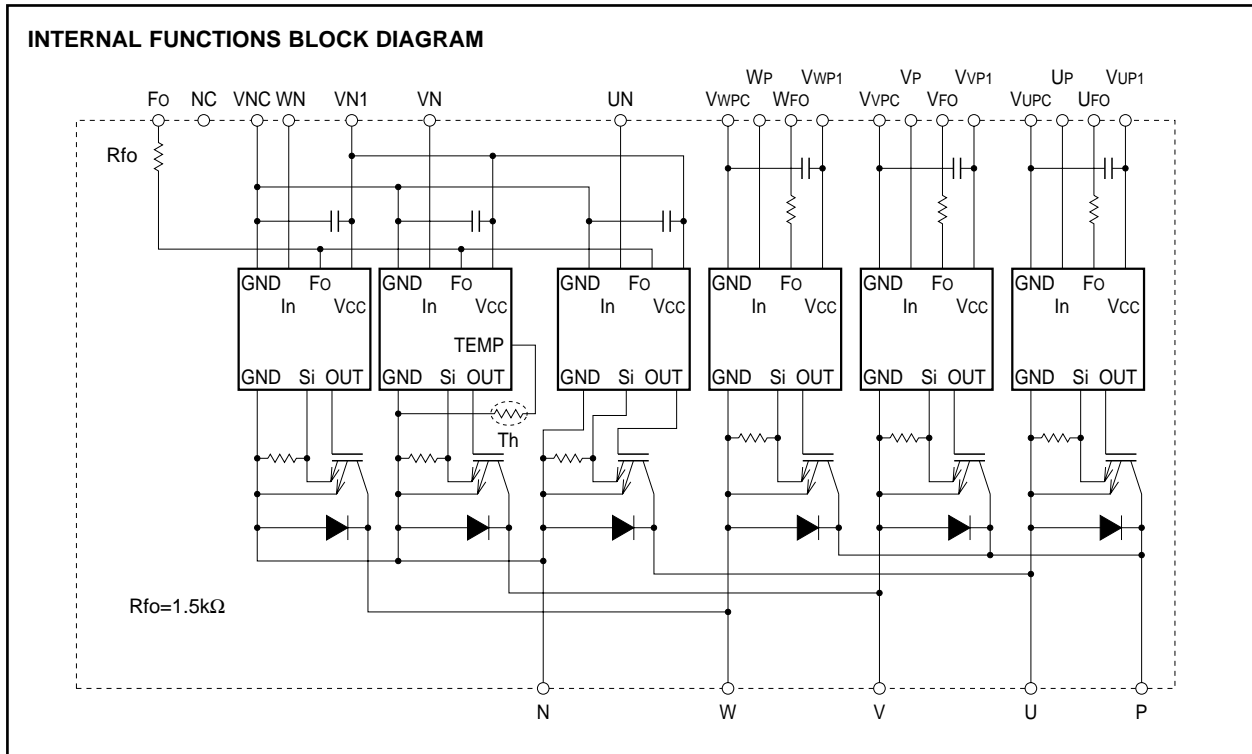 INTERNAL FUNCTIONS BLOCK DIAGRAM
WP VWP1 VP VVP1 UP VUP1
FO NC VNC WN VN1 VN UN VWPC WFO VVPC VFO VUPC UFO
Rfo
GND FO GND FO GND FO GND FO GND FO GND FO
In VCC In VCC In VCC In VCC In VCC In VCC
TEMP
GND Si OUT GND Si OUT GND Si OUT GND Si OUT GND Si OUT GND Si OUT
Th
Rfo=1.5kΩ
N W V U P